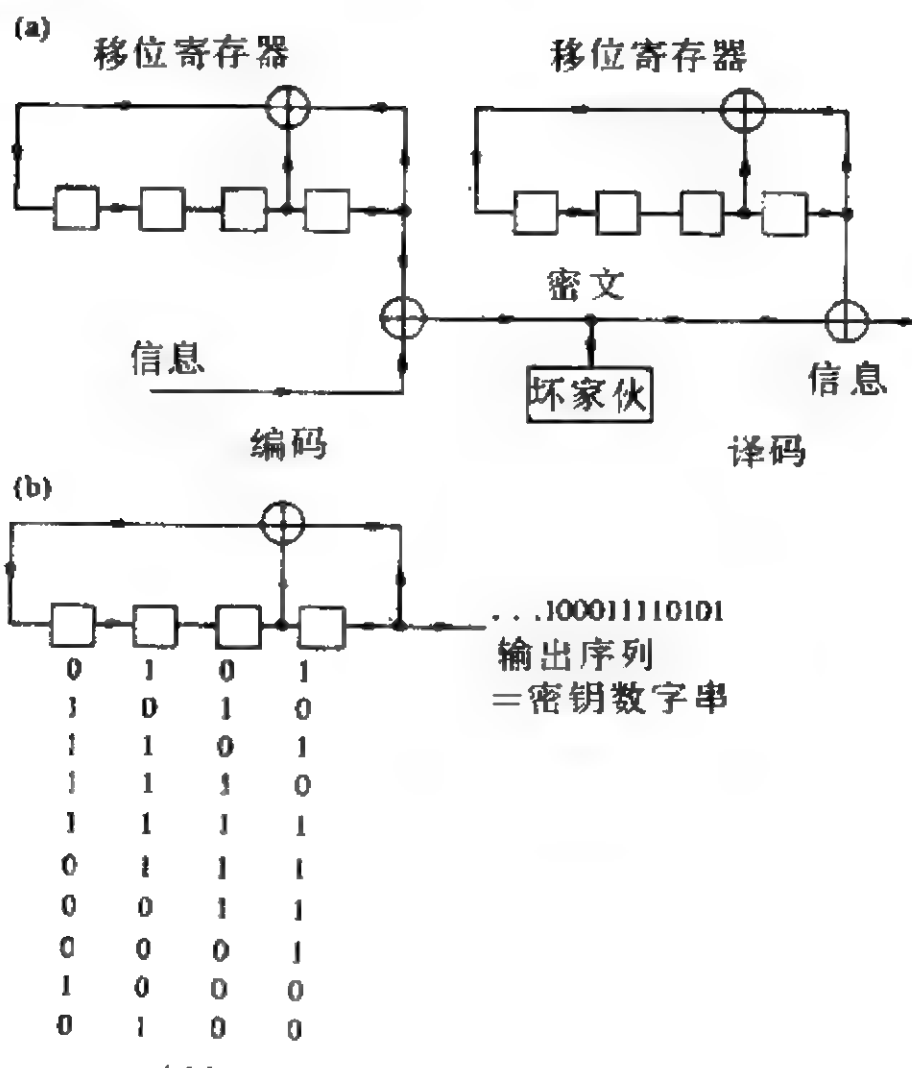 (a)
移位寄存器 移位寄存器
密文
信息
坏家伙
信息
编码
译码
(b)
...100011110101
输出序列
=密钥数字串
0 1 0 1
1 0 1 0
1 1 0 1
1 1 1 0
1 1 1 1
0 1 1 1
0 0 1 1
0 0 0 1
1 0 0 0
0 1 0 0